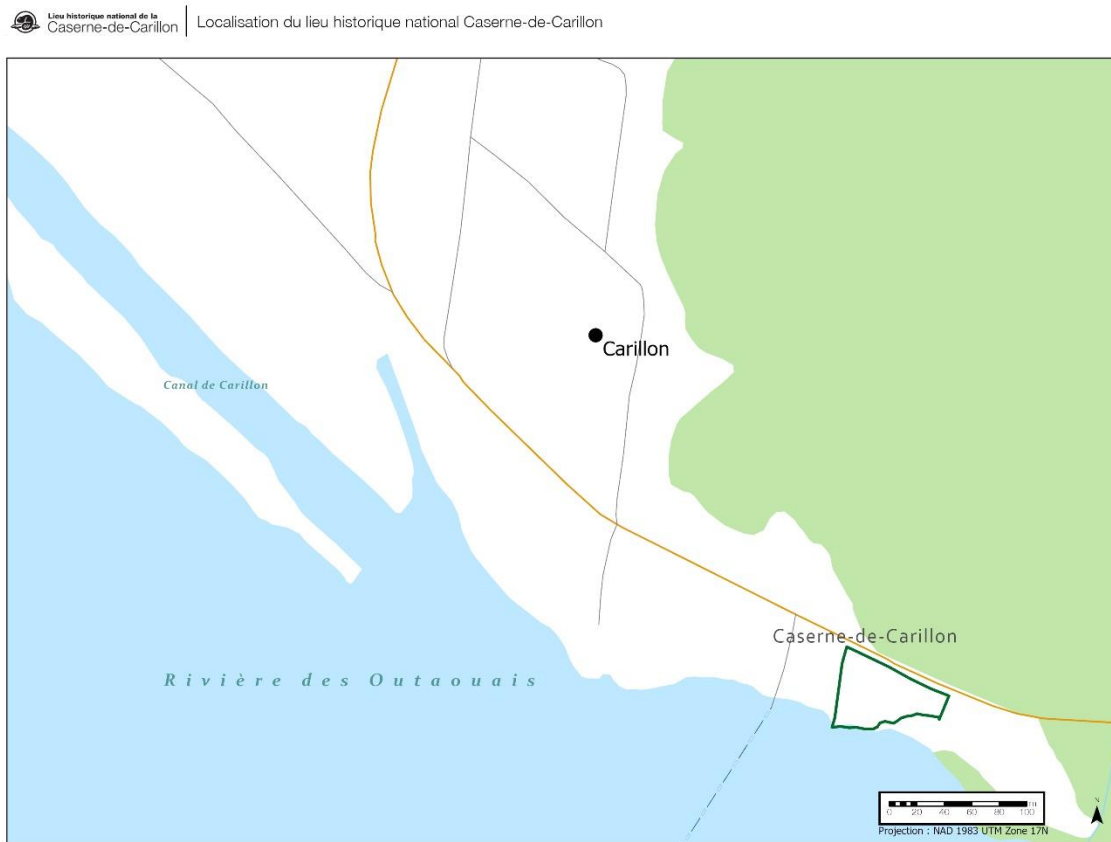 Lieu historique national de la
Caserne-de-Carillon
Localisation du lieu historique national Caserne-de-Carillon
Carillon
Canal de Carillon
Caserne-de-Carillon
Rivière des Outaouais
0 20 40 60 80 100 m
N
Projection : NAD 1983 UTM Zone 17N